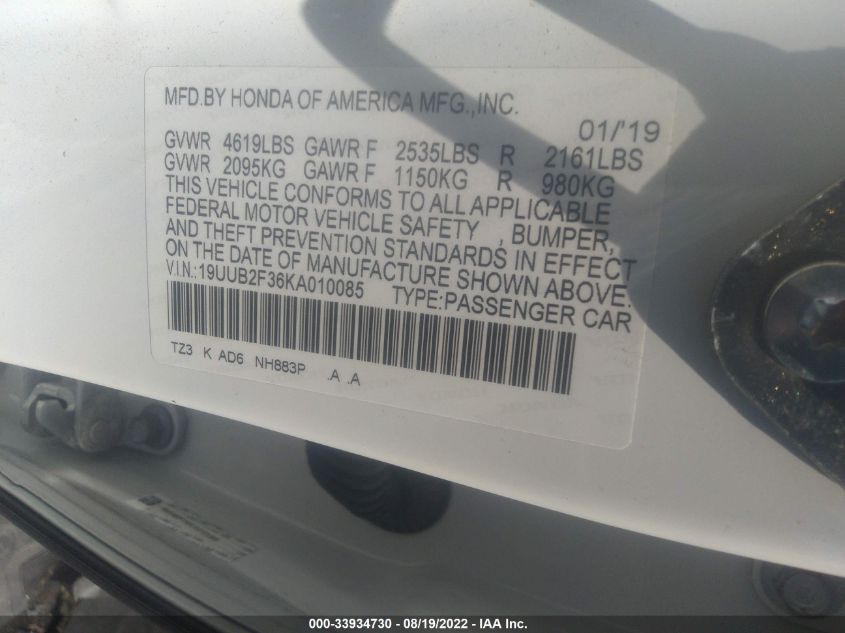 MFD.BY HONDA OF AMERICA MFG.,INC.
01/'19
GVWR 4619LBS GAWR F 2535LBS R 2161LBS
GVWR 2095KG GAWR F 1150KG R 980KG
THIS VEHICLE CONFORMS TO ALL APPLICABLE
FEDERAL MOTOR VEHICLE SAFETY , BUMPER,
AND THEFT PREVENTION STANDARDS IN EFFECT
ON THE DATE OF MANUFACTURE SHOWN ABOVE.
V.I.N.:19UUB2F36KA010085 TYPE:PASSENGER CAR
TZ3 K AD6 NH883P .A .A
000-33934730 - 08/19/2022 - IAA Inc.